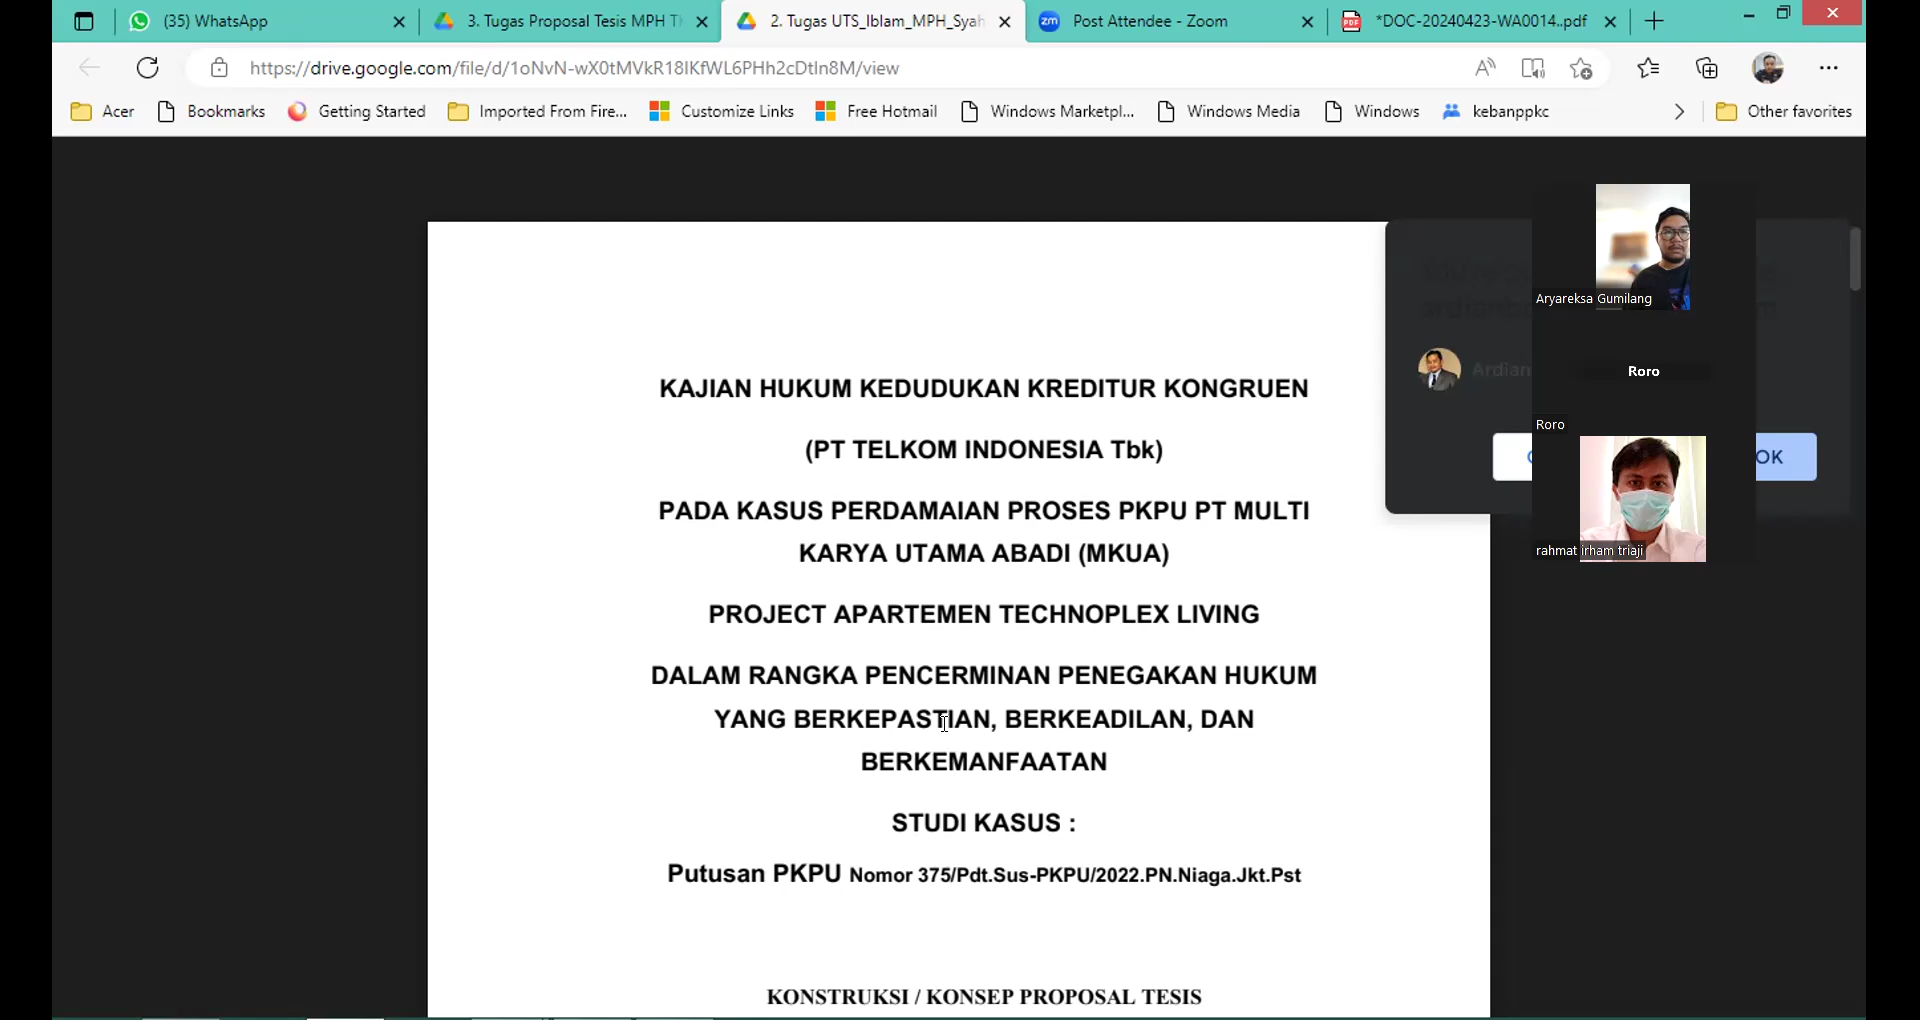 (35) WhatsApp
3. Tugas Proposal Tesis MPH
2. Tugas UTS_Iblam_MPH_Syah
Post Attendee - Zoom
*DOC-20240423-WA0014..pdf
https://drive.google.com/file/d/1oNvN-wX0tMVkR18IKfWL6PHh2cDtIn8M/view
Acer
Bookmarks
Getting Started
Imported From Fire...
Customize Links
Free Hotmail
Windows Marketpl...
Windows Media
Windows
kebanppkc
Other favorites
KAJIAN HUKUM KEDUDUKAN KREDITUR KONGRUEN
(PT TELKOM INDONESIA Tbk)
PADA KASUS PERDAMAIAN PROSES PKPU PT MULTI
KARYA UTAMA ABADI (MKUA)
PROJECT APARTEMEN TECHNOPLEX LIVING
DALAM RANGKA PENCERMINAN PENEGAKAN HUKUM
YANG BERKEPASTIAN, BERKEADILAN, DAN
BERKEMANFAATAN
STUDI KASUS :
Putusan PKPU Nomor 375/Pdt.Sus-PKPU/2022.PN.Niaga.Jkt.Pst
KONSTRUKSI / KONSEP PROPOSAL TESIS
Aryareksa Gumilang
Ardian
Roro
Roro
OK
rahmat irham triaji